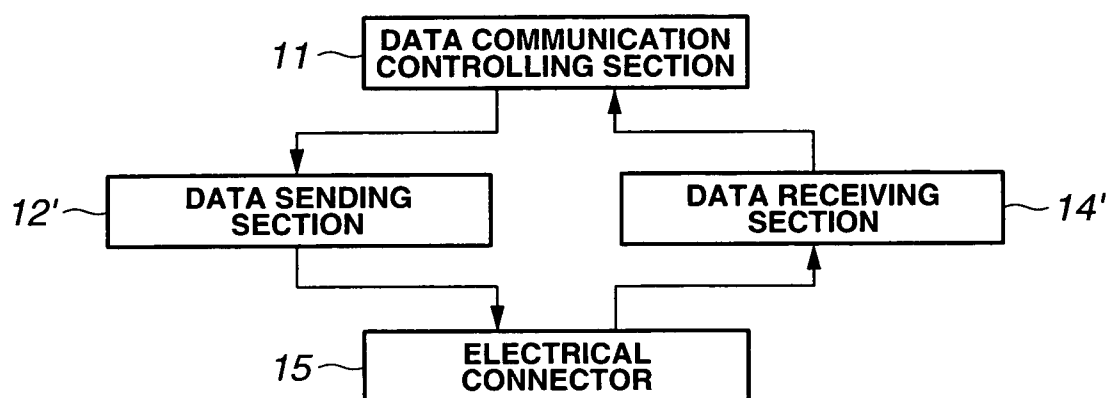 11
DATA COMMUNICATION
CONTROLLING SECTION
12'
DATA SENDING
SECTION
DATA RECEIVING
SECTION
14'
15
ELECTRICAL
CONNECTOR